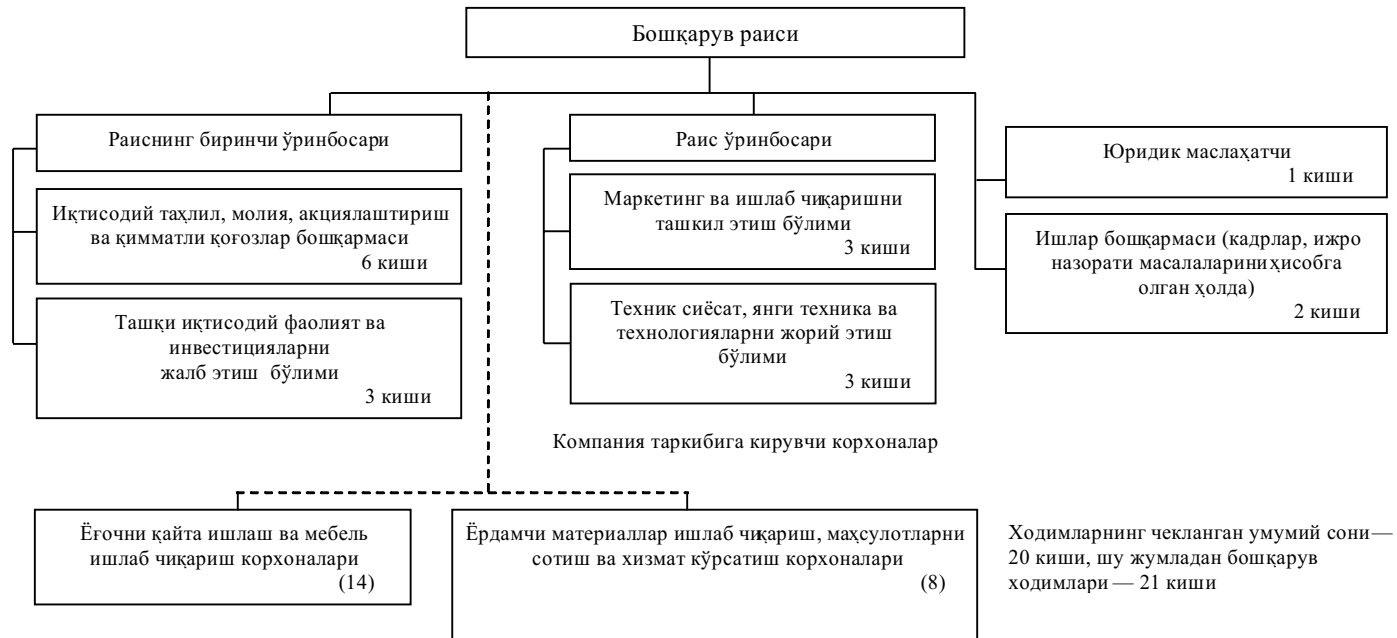 Бошқарув раиси
Раиснинг биринчи ўринбосари
Иқтисодий таҳлил, молия, акциялаштириш
ва қимматли қоғозлар бошқармаси
6 киши
Ташқи иқтисодий фаолият ва
инвестицияларни
жалб этиш бўлими
3 киши
Раис ўринбосари
Маркетинг ва ишлаб чиқаришни
ташкил этиш бўлими
3 киши
Техник сиёсат, янги техника ва
технологияларни жорий этиш
бўлими
3 киши
Юридик маслаҳатчи
1 киши
Ишлар бошқармаси (кадрлар, ижро
назорати масалаларини ҳисобга
олган ҳолда)
2 киши
Компания таркибига кирувчи корхоналар
Ёғочни қайта ишлаш ва мебель
ишлаб чиқариш корхоналари
(14)
Ёрдамчи материаллар ишлаб чиқариш, маҳсулотларни
сотиш ва хизмат кўрсатиш корхоналари
(8)
Ходимларнинг чекланган умумий сони —
20 киши, шу жумладан бошқарув
ходимлари — 21 киши